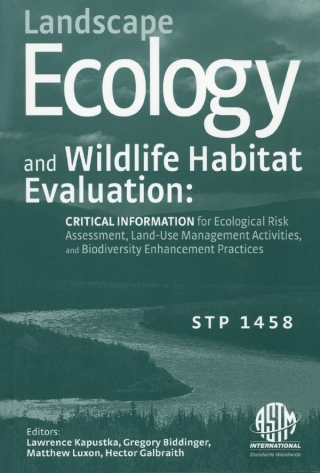 Landscape
Ecology
and Wildlife Habitat
Evaluation:
CRITICAL INFORMATION for Ecological Risk
Assessment, Land-Use Management Activities,
and Biodiversity Enhancement Practices
STP 1458
ASTM
INTERNATIONAL
Standards Worldwide
Editors:
Lawrence Kapustka, Gregory Biddinger,
Matthew Luxon, Hector Galbraith